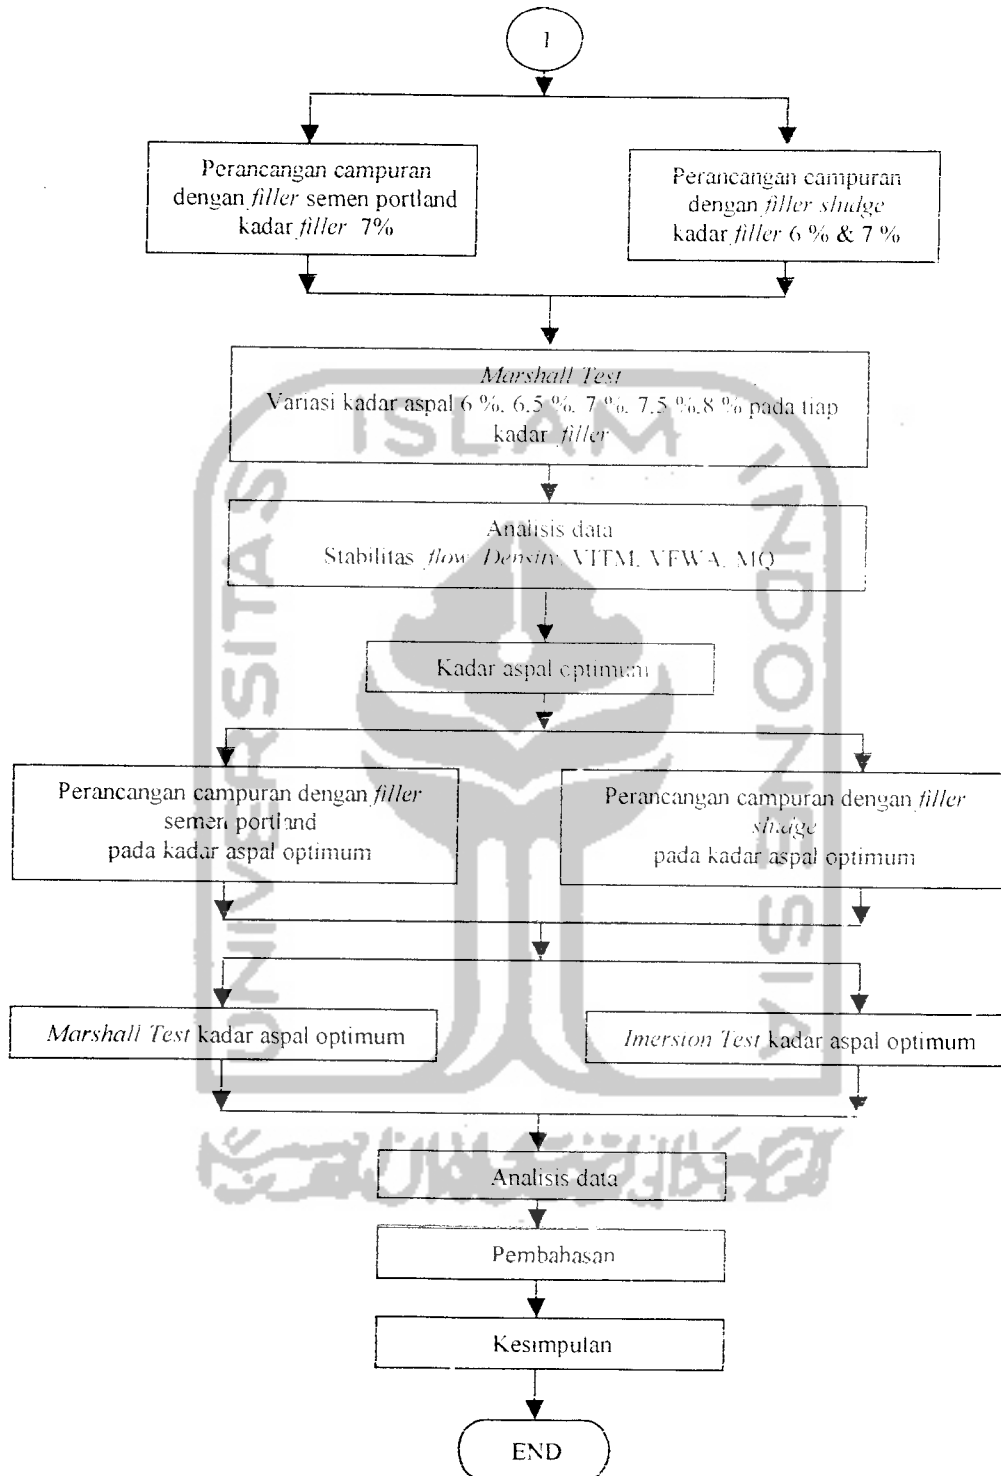 1
Perancangan campuran
dengan filler semen portland
kadar filler 7%
Perancangan campuran
dengan filler sludge
kadar filler 6 % & 7 %
Marshall Test
Variasi kadar aspal 6 %, 6.5 %, 7 %, 7.5 %,8 % pada tiap
kadar filler
Analisis data
Stabilitas flow, Density, VITM, VFWA, MQ
Kadar aspal optimum
Perancangan campuran dengan filler
semen portland
pada kadar aspal optimum
Perancangan campuran dengan filler
sludge
pada kadar aspal optimum
Marshall Test kadar aspal optimum
Imersion Test kadar aspal optimum
Analisis data
Pembahasan
Kesimpulan
END
UNIVERSITAS
ISLAM
INDONESIA